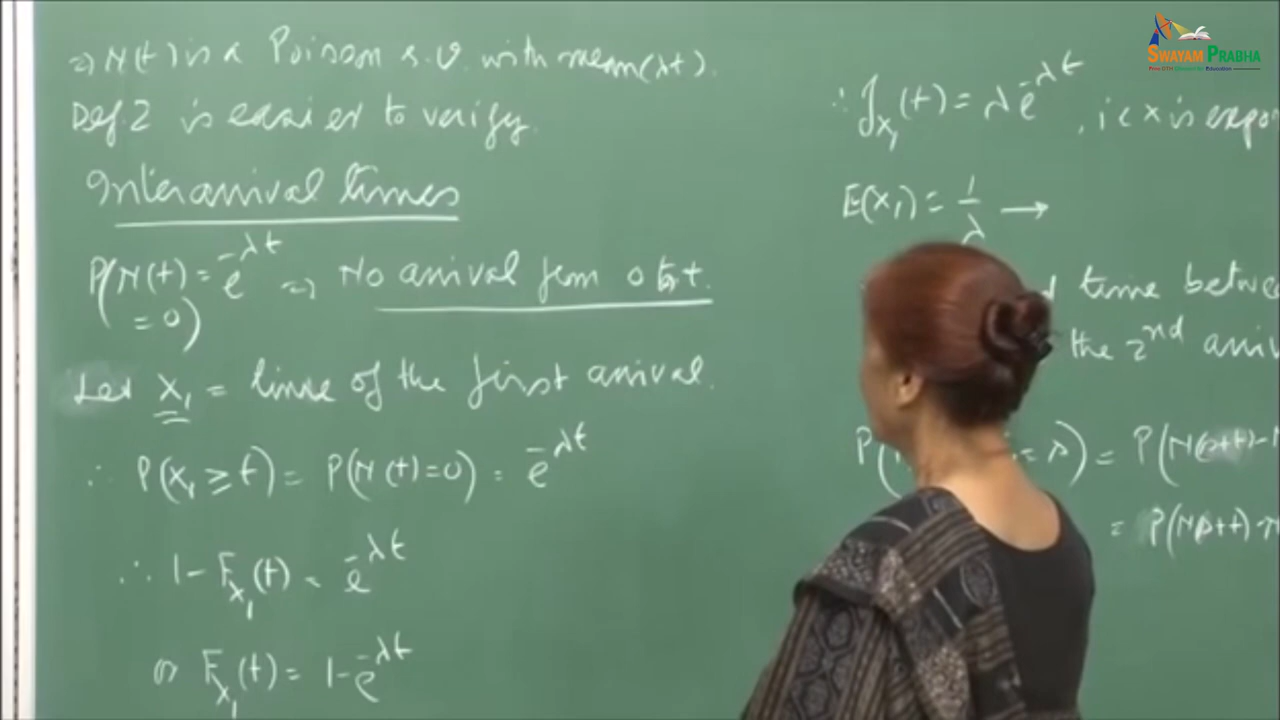 ⇒ N(t) is a Poisson r.v with mean(λt).
Def.2 is easier to verify.
Interarrival times
P(N(t) = e^{-λt} ⇒ No arrival from 0 to t.
= 0)
Let X₁ = time of the first arrival.
∴ P(X₁ ≥ t) = P(N(t)=0) = e^{-λt}
∴ 1 - F_{X₁}(t) = e^{-λt}
or F_{X₁}(t) = 1 - e^{-λt}
∴ f_{X₁}(t) = λe^{-λt}, ie X is expo
E(X₁) = 1/λ →
time betwe
the 2nd arriv
P( = s) = P(N(s+t) -
= P(N(s+t) -
SWAYAM PRABHA